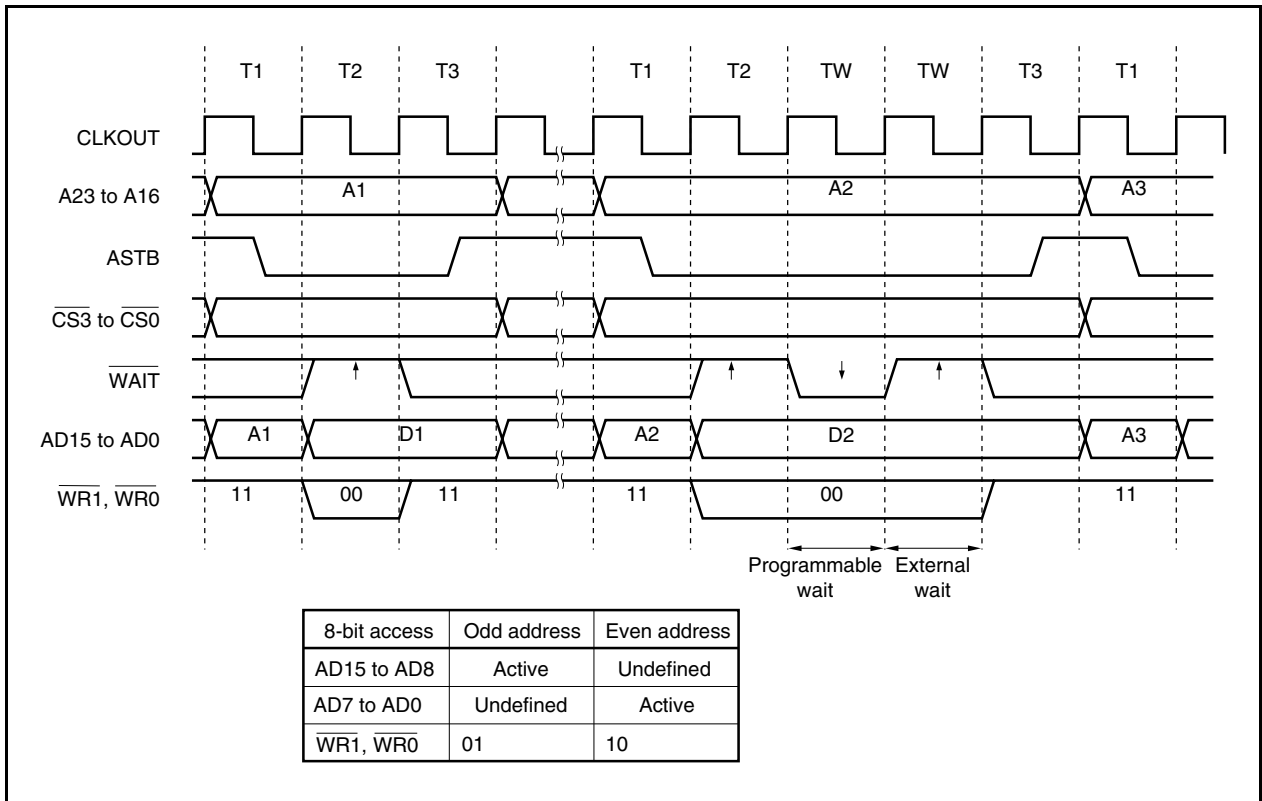 T1 T2 T3 T1 T2 TW TW T3 T1
CLKOUT
A23 to A16 A1 A2 A3
ASTB
CS3 to CS0
WAIT
AD15 to AD0 A1 D1 A2 D2 A3
WR1, WR0 11 00 11 11 00 11
Programmable wait External wait
8-bit access Odd address Even address
AD15 to AD8 Active Undefined
AD7 to AD0 Undefined Active
WR1, WR0 01 10